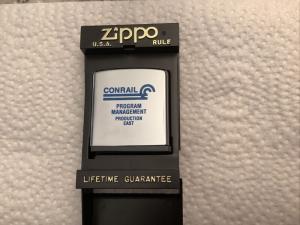 zippo
U.S.A. RULE
CONRAIL
PROGRAM
MANAGEMENT
PRODUCTION
EAST
LIFETIME GUARANTEE